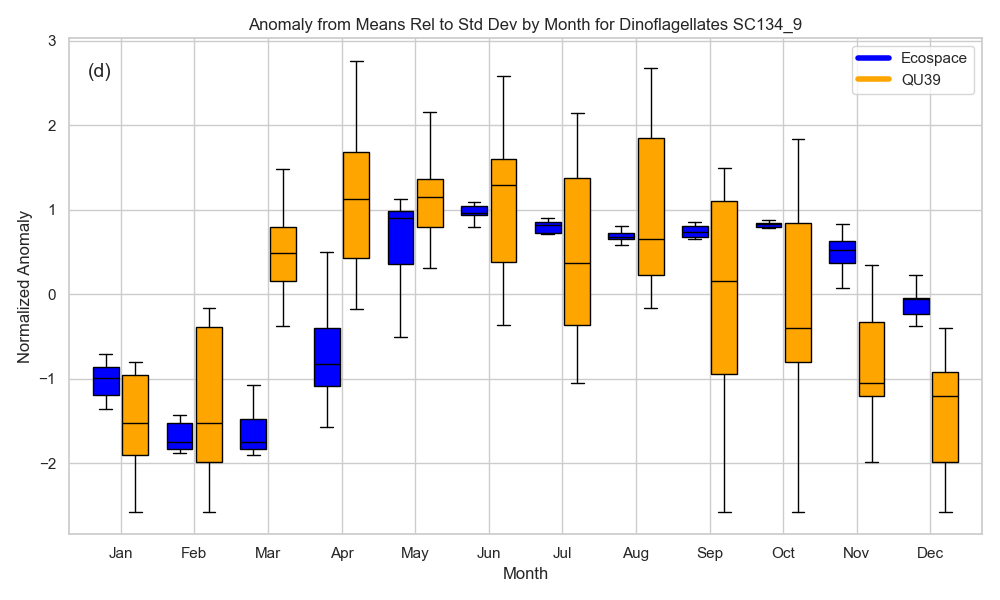 Anomaly from Means Rel to Std Dev by Month for Dinoflagellates SC134_9
(d)
Ecospace
QU39
Normalized Anomaly
3
2
1
0
−1
−2
Jan Feb Mar Apr May Jun Jul Aug Sep Oct Nov Dec
Month